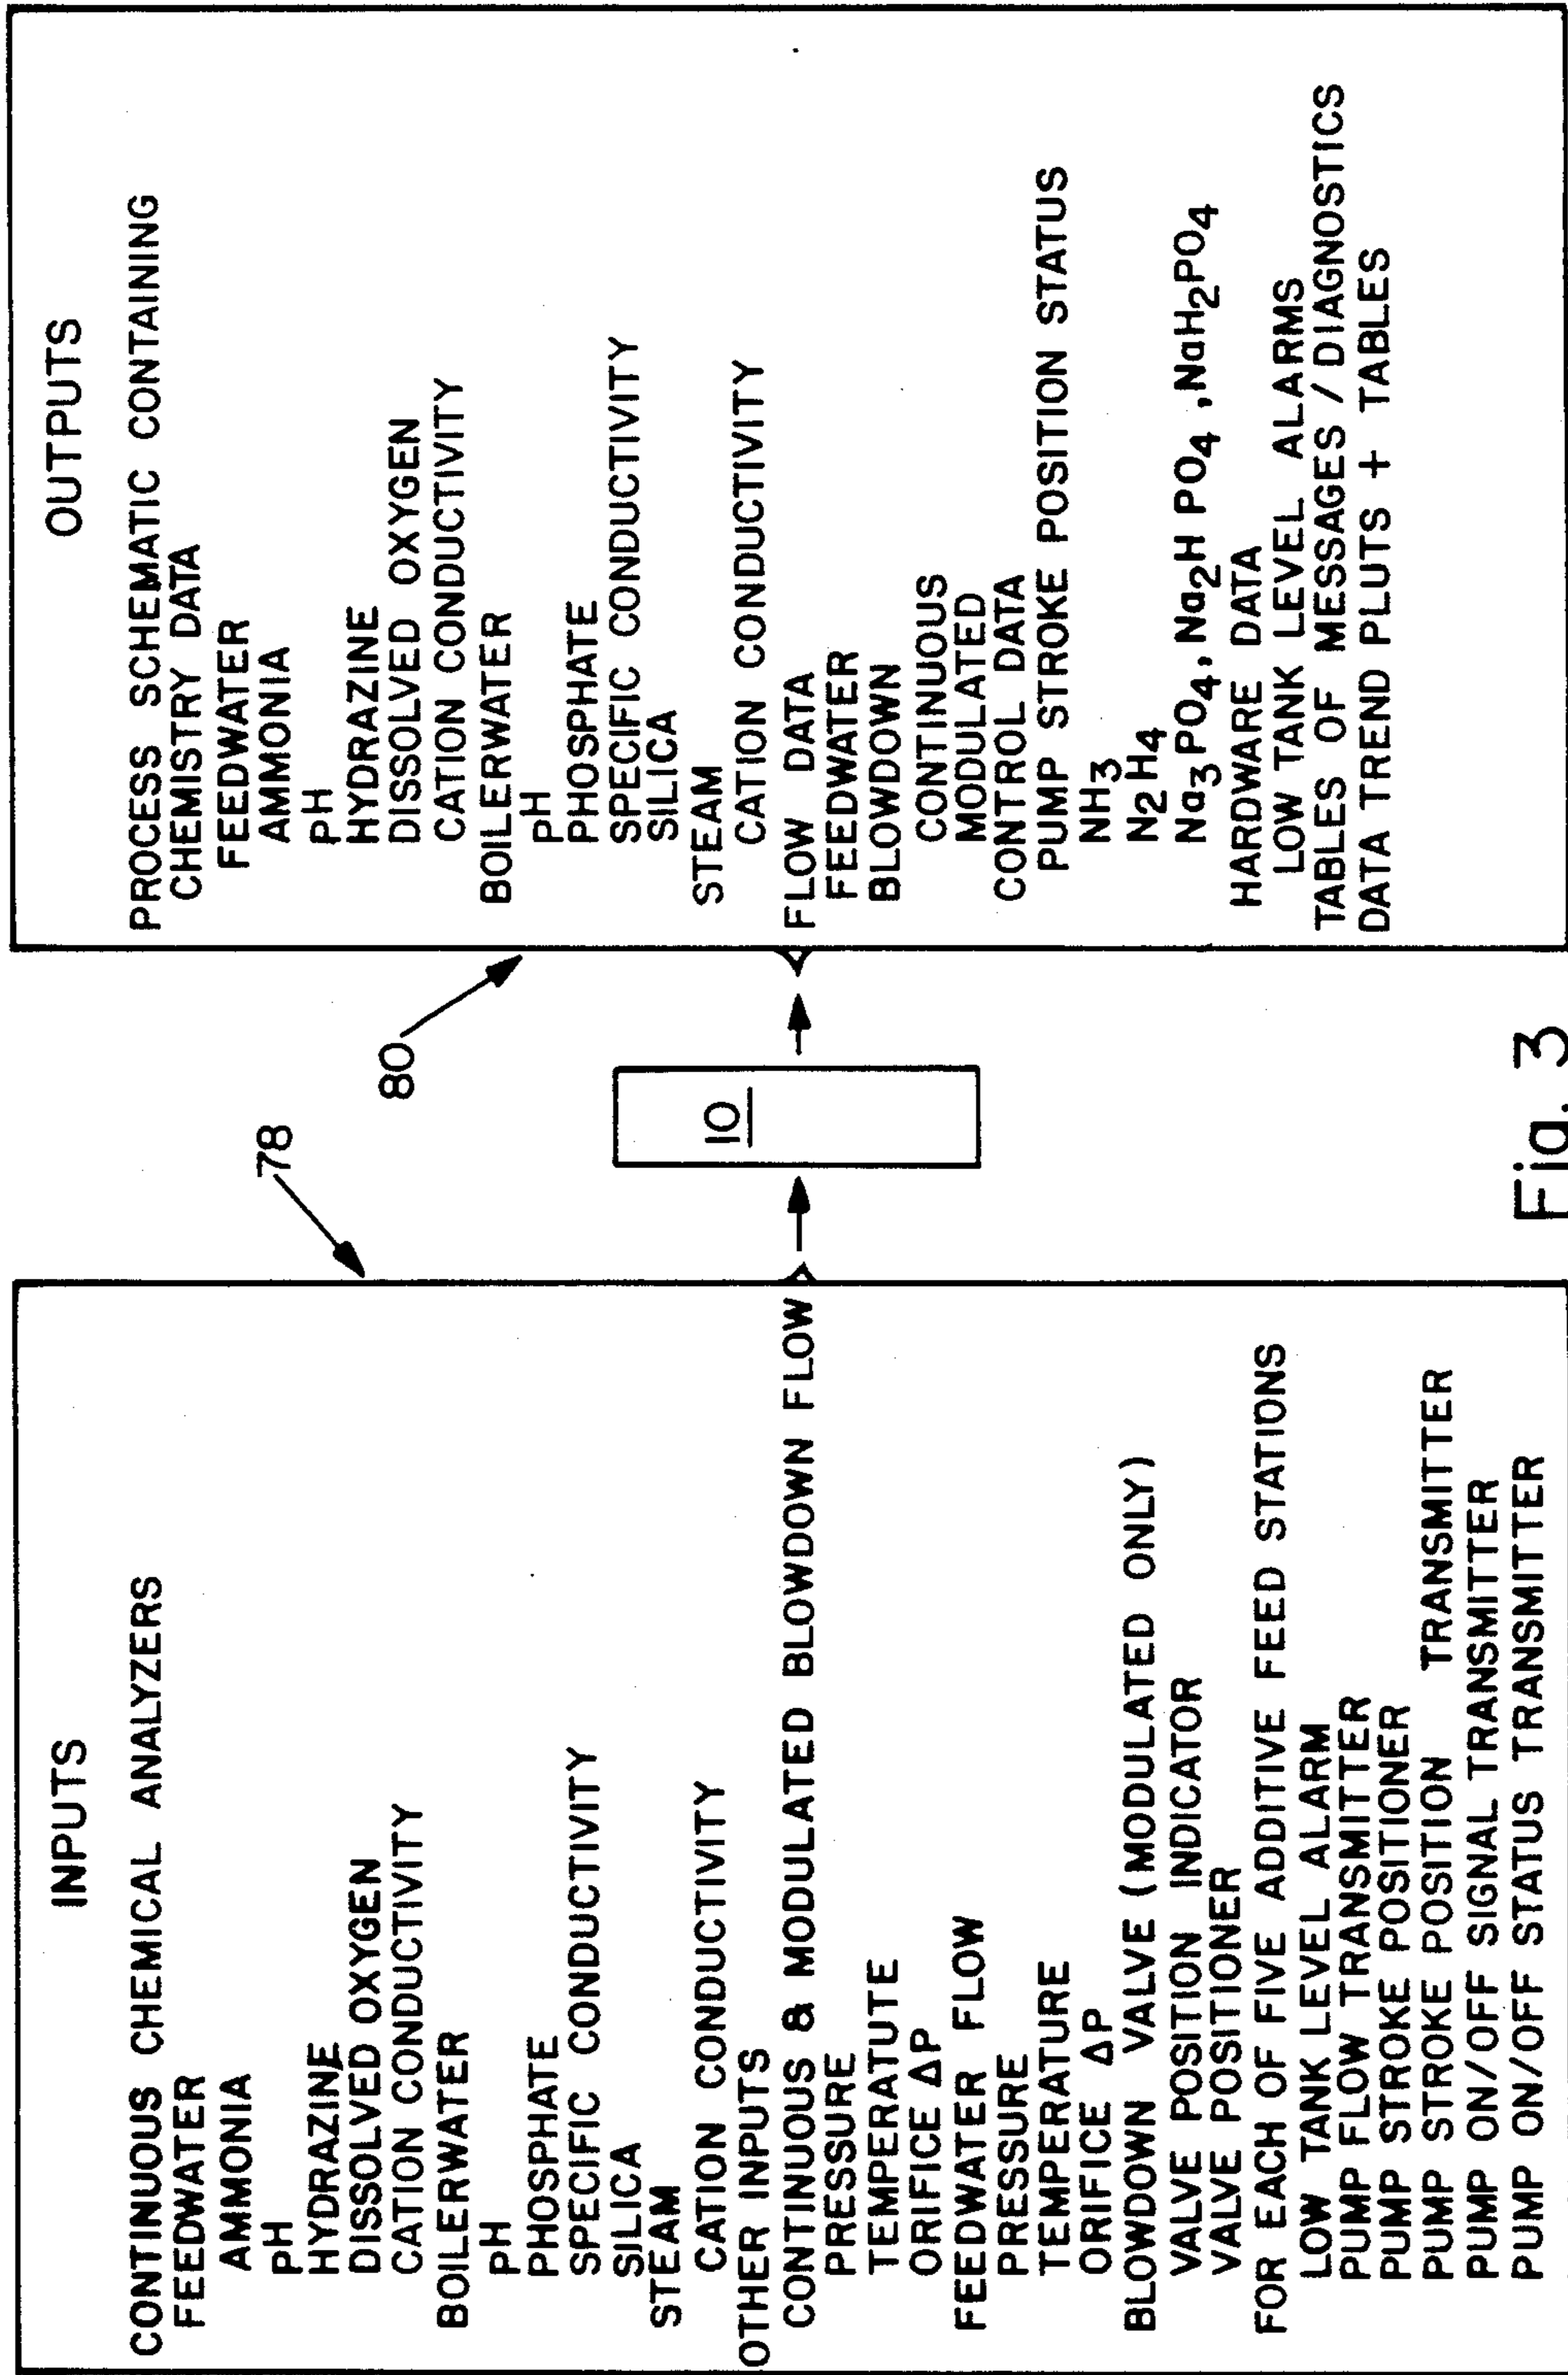 INPUTS
CONTINUOUS CHEMICAL ANALYZERS
FEEDWATER
AMMONIA
pH
HYDRAZINE
DISSOLVED OXYGEN
CATION CONDUCTIVITY
BOILERWATER
pH
PHOSPHATE
SPECIFIC CONDUCTIVITY
SILICA
STEAM
CATION CONDUCTIVITY
OTHER INPUTS
CONTINUOUS & MODULATED BLOWDOWN FLOW
PRESSURE
TEMPERATUTE
ORIFICE ΔP
FEEDWATER FLOW
PRESSURE
TEMPERATURE
ORIFICE ΔP
BLOWDOWN VALVE (MODULATED ONLY)
VALVE POSITION INDICATOR
VALVE POSITIONER
FOR EACH OF FIVE ADDITIVE FEED STATIONS
LOW TANK LEVEL ALARM
PUMP FLOW TRANSMITTER
PUMP STROKE POSITIONER
PUMP STROKE POSITION TRANSMITTER
PUMP ON/OFF SIGNAL TRANSMITTER
PUMP ON/OFF STATUS TRANSMITTER
78
10
80
OUTPUTS
PROCESS SCHEMATIC CONTAINING
CHEMISTRY DATA
FEEDWATER
AMMONIA
pH
HYDRAZINE
DISSOLVED OXYGEN
CATION CONDUCTIVITY
BOILERWATER
pH
PHOSPHATE
SPECIFIC CONDUCTIVITY
SILICA
STEAM
CATION CONDUCTIVITY
FLOW DATA
FEEDWATER
BLOWDOWN
CONTINUOUS
MODULATED
CONTROL DATA
PUMP STROKE POSITION STATUS
NH3
N2H4
Na3PO4, Na2H PO4, NaH2PO4
HARDWARE DATA
LOW TANK LEVEL ALARMS
TABLES OF MESSAGES / DIAGNOSTICS
DATA TREND PLUTS + TABLES
Fig. 3